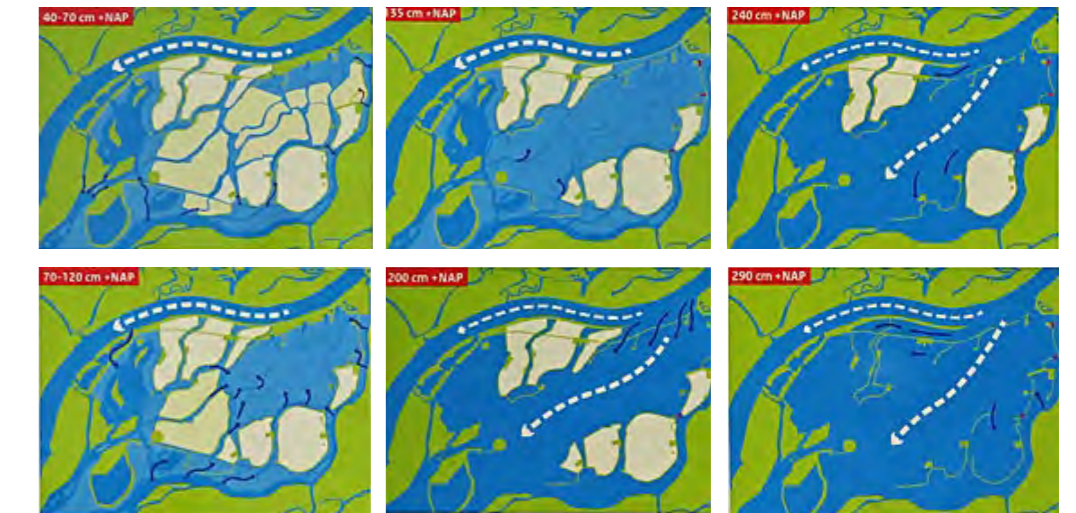 40-70 cm +NAP
135 cm +NAP
240 cm +NAP
70-120 cm +NAP
200 cm +NAP
290 cm +NAP